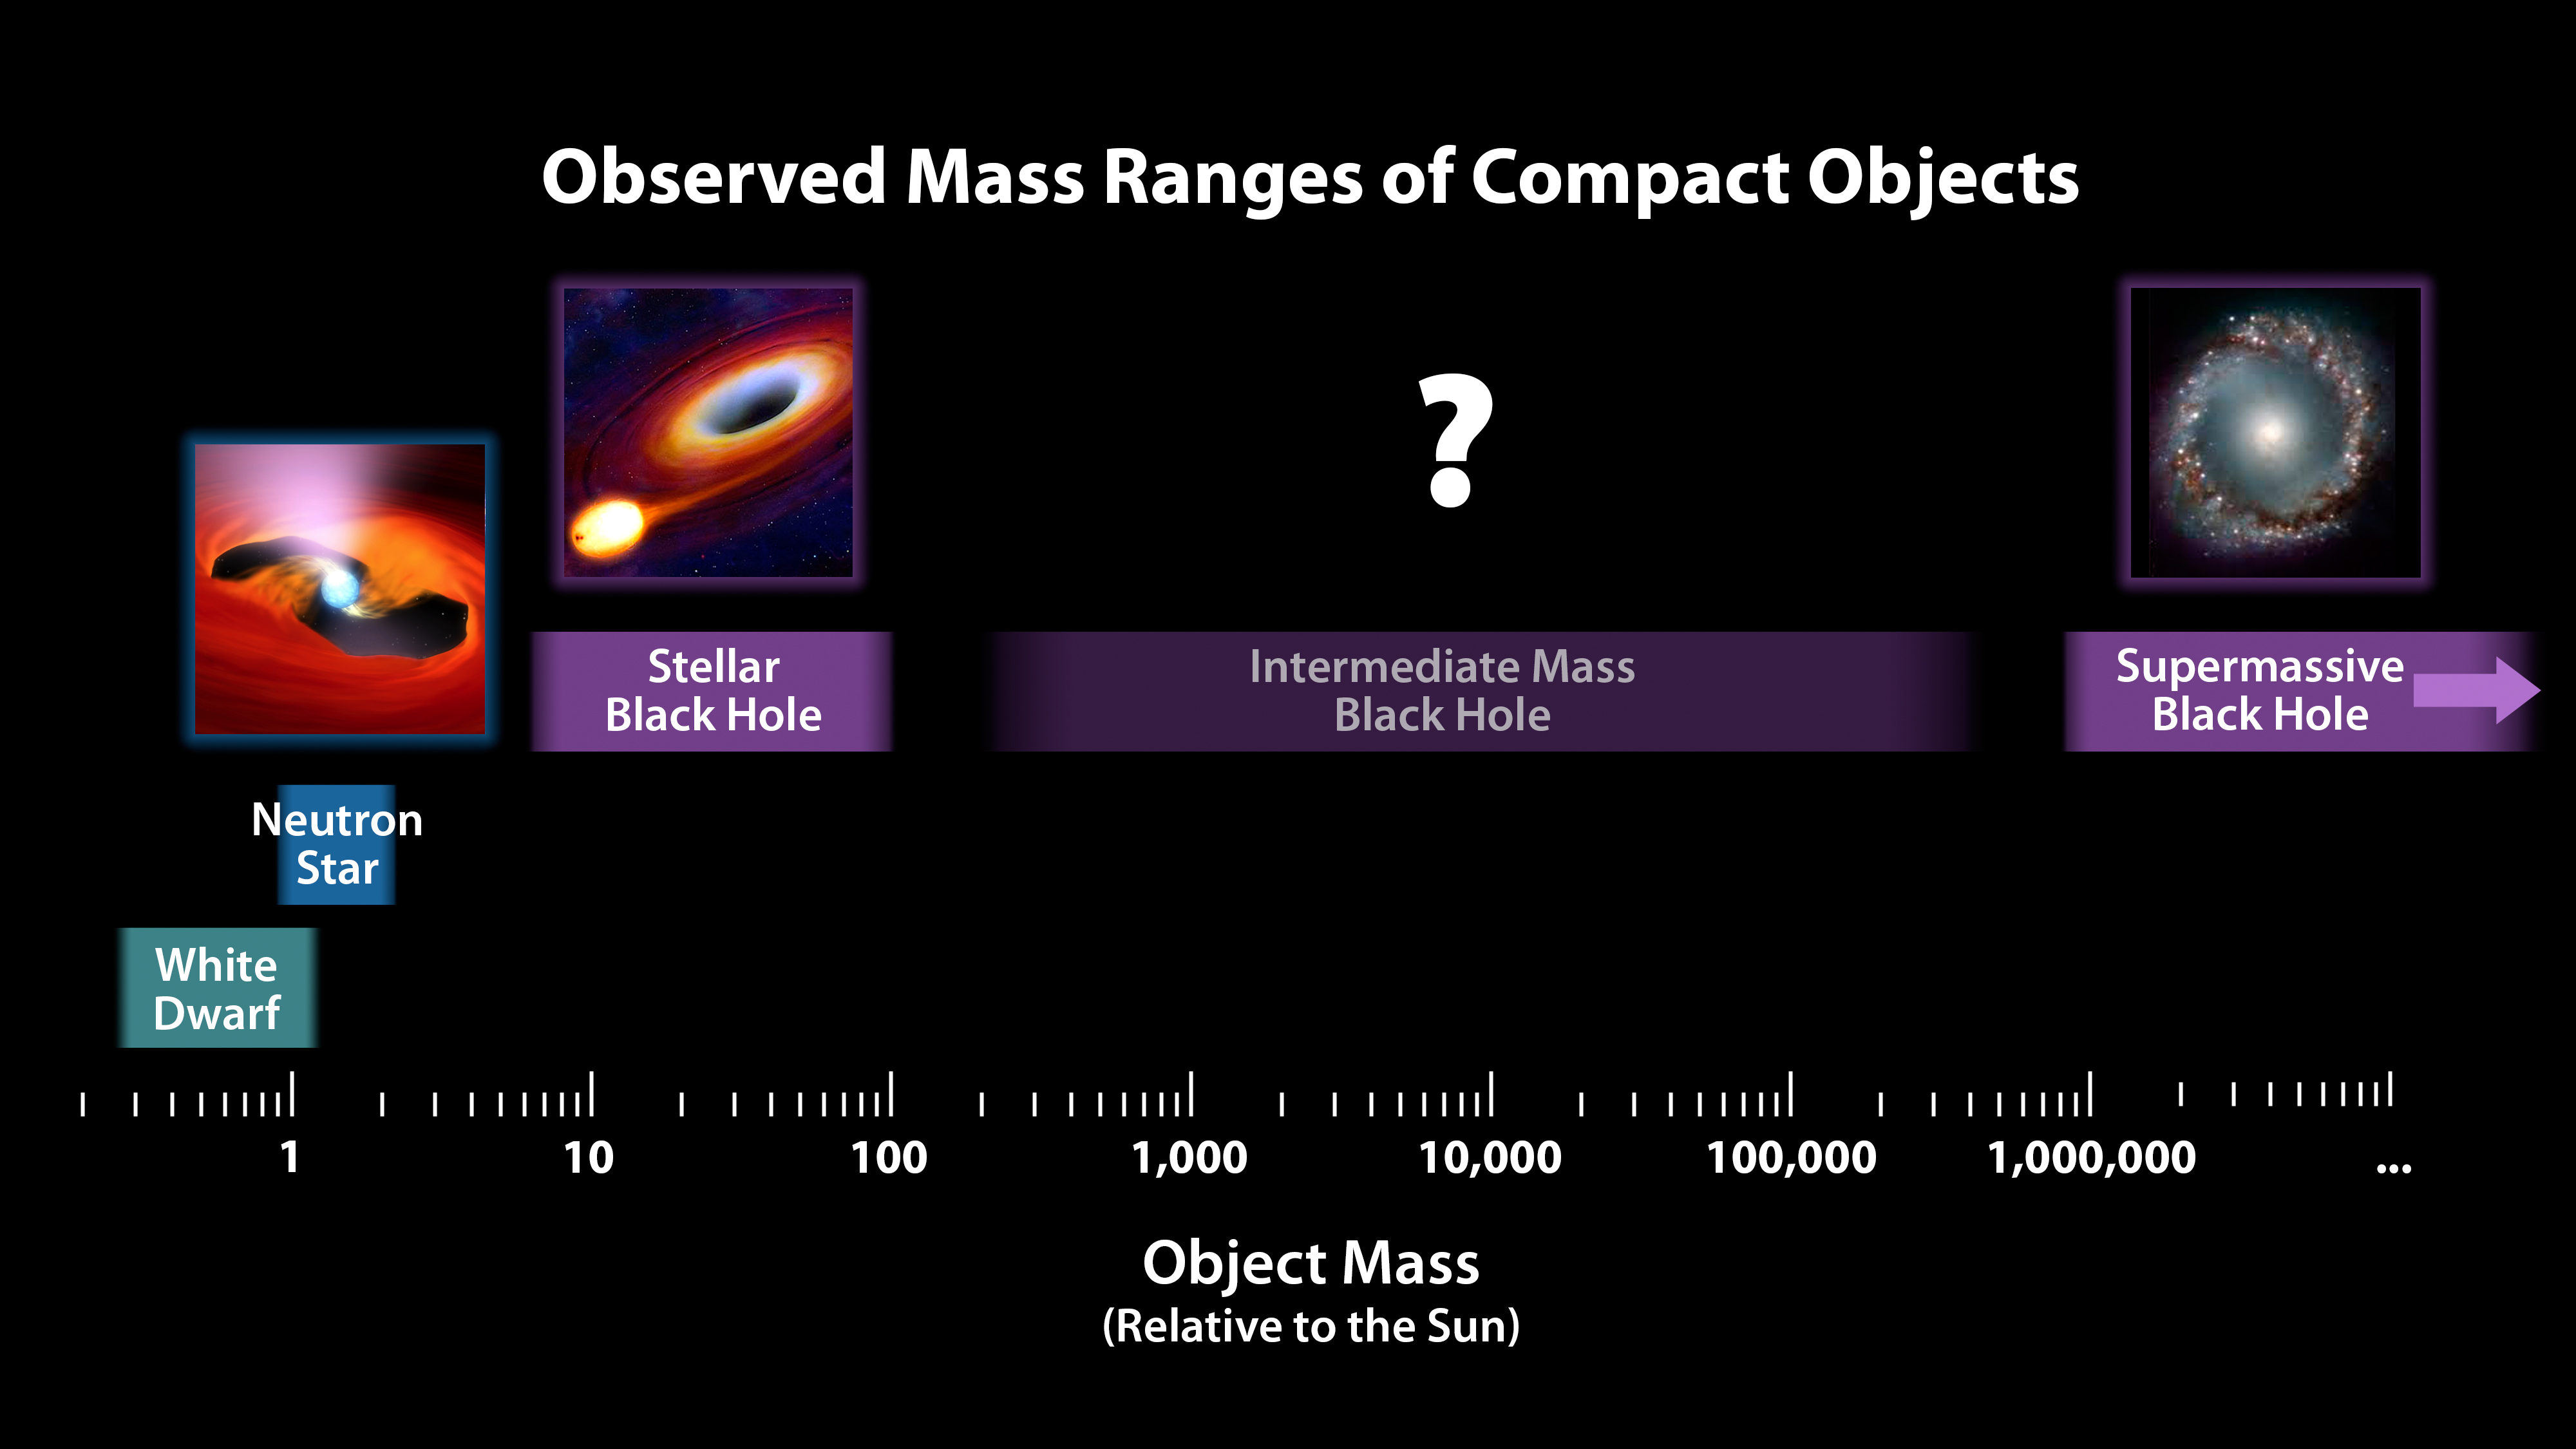 Observed Mass Ranges of Compact Objects
?
Stellar
Black Hole
Intermediate Mass
Black Hole
Supermassive
Black Hole
Neutron
Star
White
Dwarf
1 10 100 1,000 10,000 100,000 1,000,000 ...
Object Mass
(Relative to the Sun)